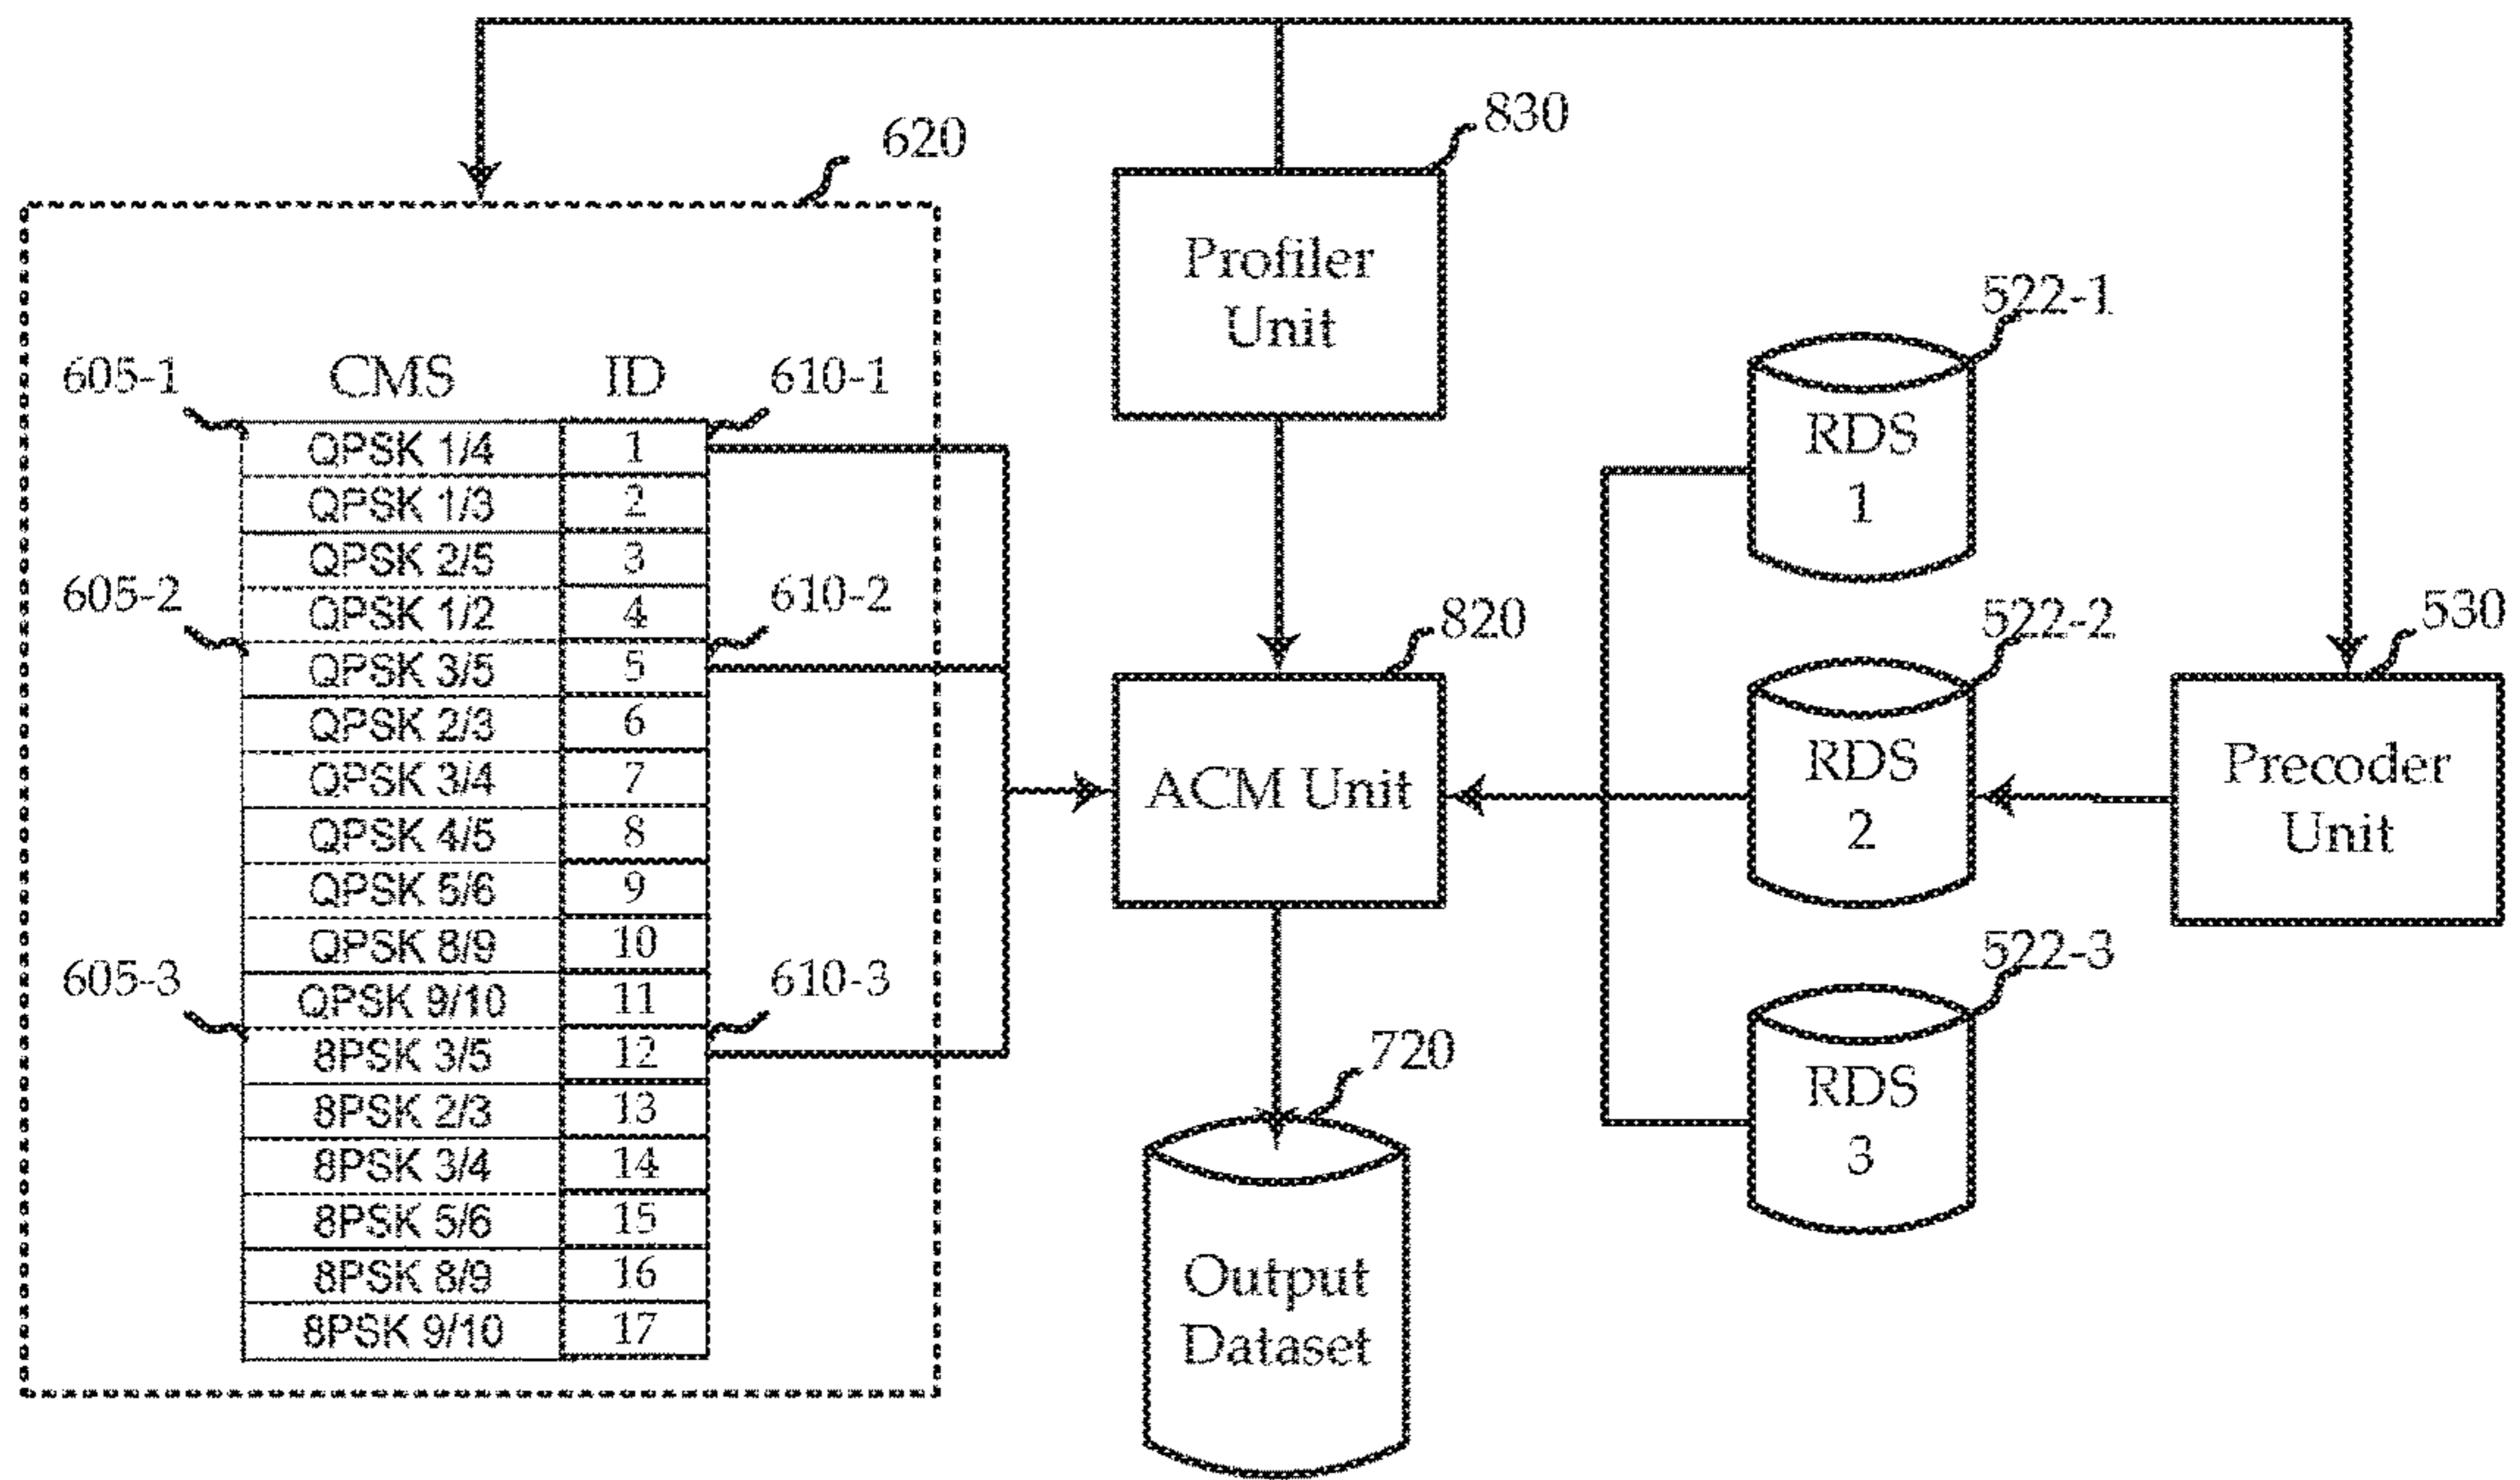 620
830
Profiler
Unit
522-1
605-1
CMS
ID
610-1
QPSK 1/4
1
QPSK 1/3
2
QPSK 2/5
3
605-2
QPSK 1/2
4
610-2
QPSK 3/5
5
QPSK 2/3
6
QPSK 3/4
7
QPSK 4/5
8
QPSK 5/6
9
QPSK 8/9
10
605-3
QPSK 9/10
11
610-3
8PSK 3/5
12
8PSK 2/3
13
8PSK 3/4
14
8PSK 5/6
15
8PSK 8/9
16
8PSK 9/10
17
820
ACM Unit
RDS
1
522-2
RDS
2
530
Precoder
Unit
522-3
RDS
3
720
Output
Dataset